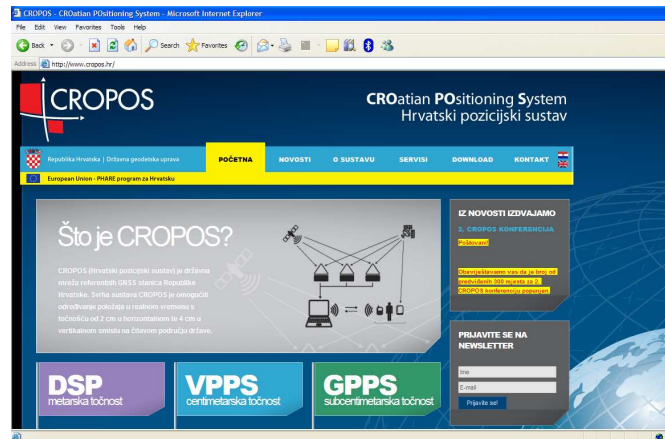 CROPOS - CROatian POsitioning System - Microsoft Internet Explorer
File Edit View Favorites Tools Help
Back Search Favorites
Address http://www.cropos.hr/
CROPOS
CROatian POsitioning System
Hrvatski pozicijski sustav
Republika Hrvatska | Državna geodetska uprava
POČETNA NOVOSTI O SUSTAVU SERVISI DOWNLOAD KONTAKT
European Union - PHARE program za Hrvatsku
Što je CROPOS?
CROPOS (Hrvatski pozicijski sustav) je državna
mreža referentnih GNSS stanica Republike
Hrvatske. Svrha sustava CROPOS je omogućiti
određivanje položaja u realnom vremenu s
točnošću od 2 cm u horizontalnom te 4 cm u
vertikalnom smislu na čitavom području države.
IZ NOVOSTI IZDVAJAMO
2. CROPOS KONFERENCIJA
Poštovani!
Obavještavamo vas da je broj od
predviđenih 300 mjesta za 2.
CROPOS konferenciju popunjen.
PRIJAVITE SE NA
NEWSLETTER
Ime
E-mail
Prijavite se!
DSP
metarska točnost
VPPS
centimetarska točnost
GPPS
subcentimetarska točnost